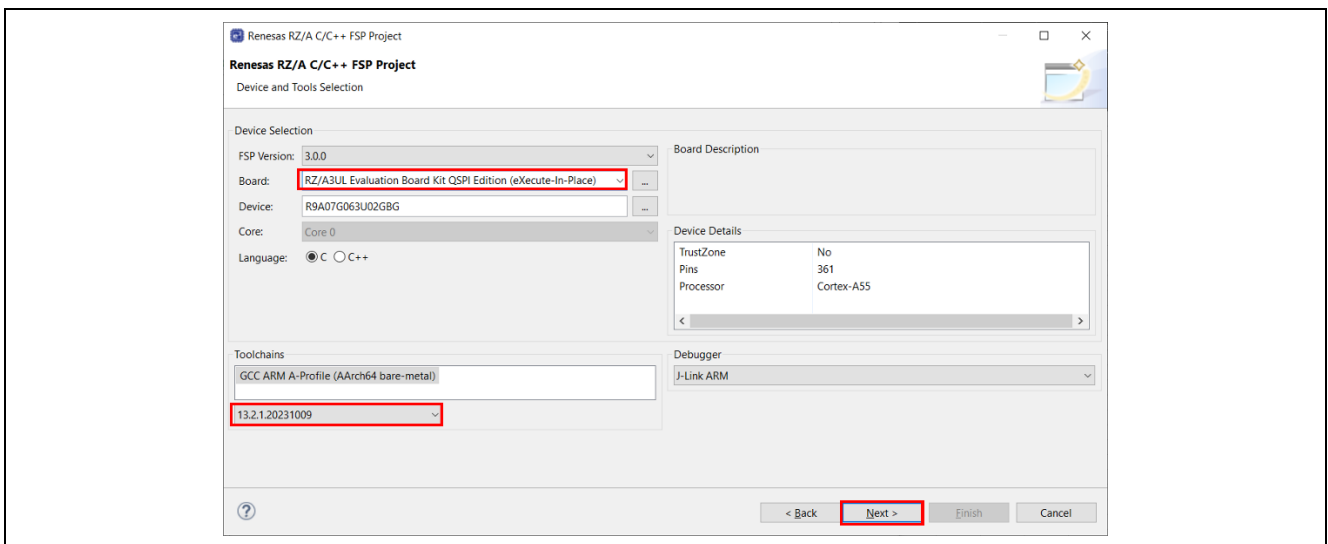 Renesas RZ/A C/C++ FSP Project
Renesas RZ/A C/C++ FSP Project
Device and Tools Selection
Device Selection
FSP Version: 3.0.0
Board: RZ/A3UL Evaluation Board Kit QSPI Edition (eXecute-In-Place) ...
Device: R9A07G063U02GBG ...
Core: Core 0
Language: C C++
Board Description
Device Details
TrustZone No
Pins 361
Processor Cortex-A55
Toolchains
GCC ARM A-Profile (AArch64 bare-metal)
13.2.1.20231009
Debugger
J-Link ARM
? < Back Next > Finish Cancel